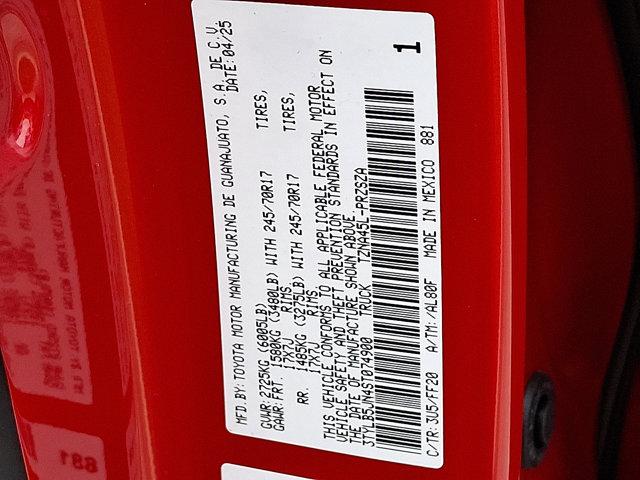 MFD.BY:TOYOTA MOTOR MANUFACTURING DE GUANAJUATO, S.A. DE C.V.
DATE:04/25
GVWR:2725KG (6005LB)
GAWR:FRT. 1580KG (3480LB) WITH 245/70R17 TIRES,
17X7J RIMS,
RR. 1485KG (3275LB) WITH 245/70R17 TIRES,
17X7J RIMS.
THIS VEHICLE CONFORMS TO ALL APPLICABLE FEDERAL MOTOR
VEHICLE SAFETY AND THEFT PREVENTION STANDARDS IN EFFECT ON
THE DATE OF MANUFACTURE SHOWN ABOVE.
3TYLB5JN4ST074900 TRUCK TZNA45L-PRZSZA
1
C/TR:3U5/FF20 A/TM:/AL80F MADE IN MEXICO 881